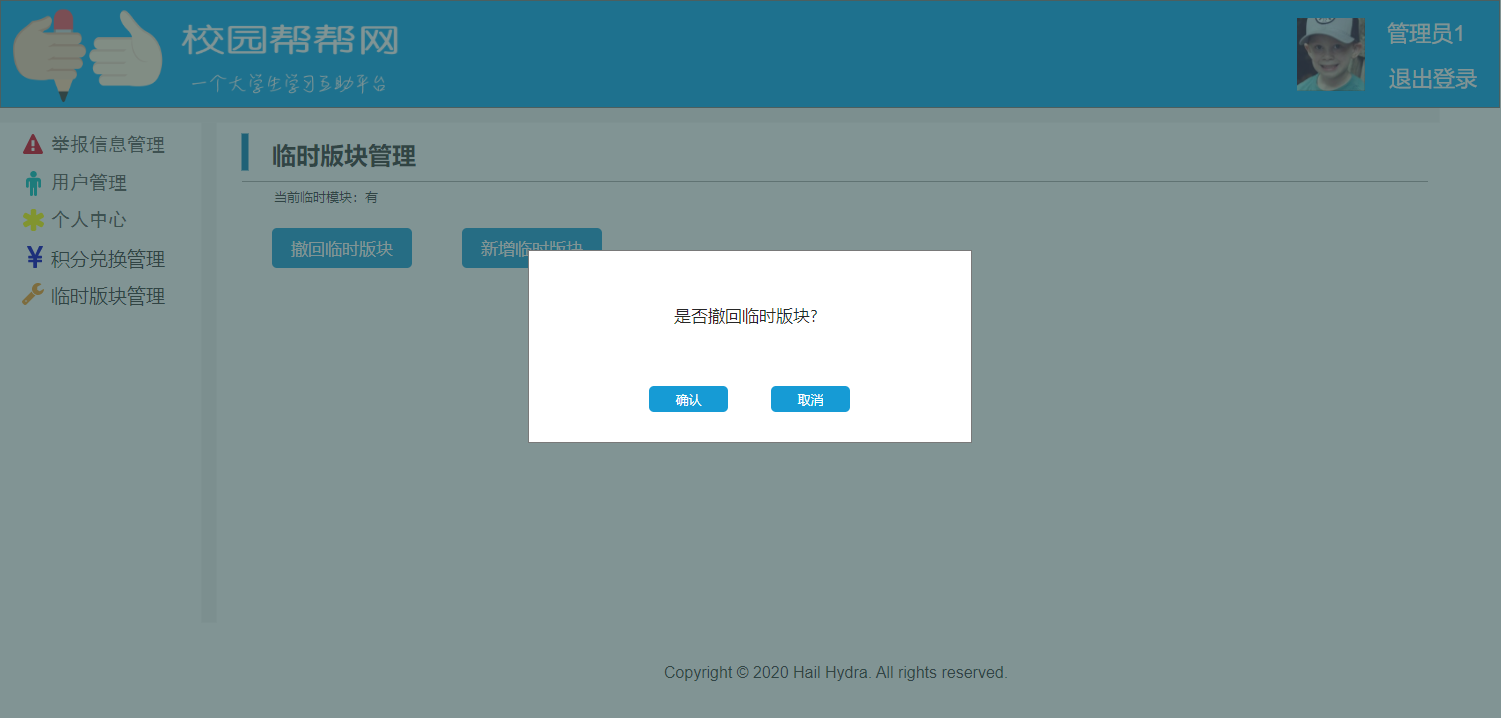 校园帮帮网
一个大学生学习互助平台
管理员1
退出登录
举报信息管理
用户管理
个人中心
积分兑换管理
临时版块管理
临时版块管理
当前临时模块：有
撤回临时版块
新增临时版块
是否撤回临时版块?
确认
取消
Copyright © 2020 Hail Hydra. All rights reserved.